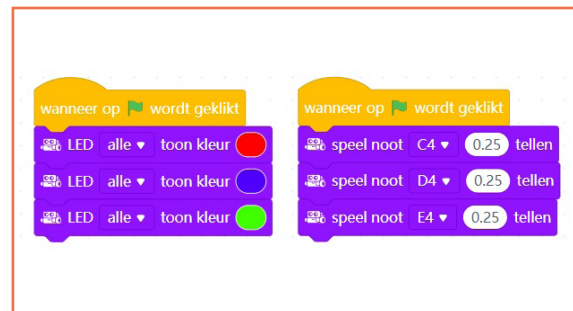 wanneer op wordt geklikt
LED alle toon kleur
LED alle toon kleur
LED alle toon kleur
wanneer op wordt geklikt
speel noot C4 0.25 tellen
speel noot D4 0.25 tellen
speel noot E4 0.25 tellen